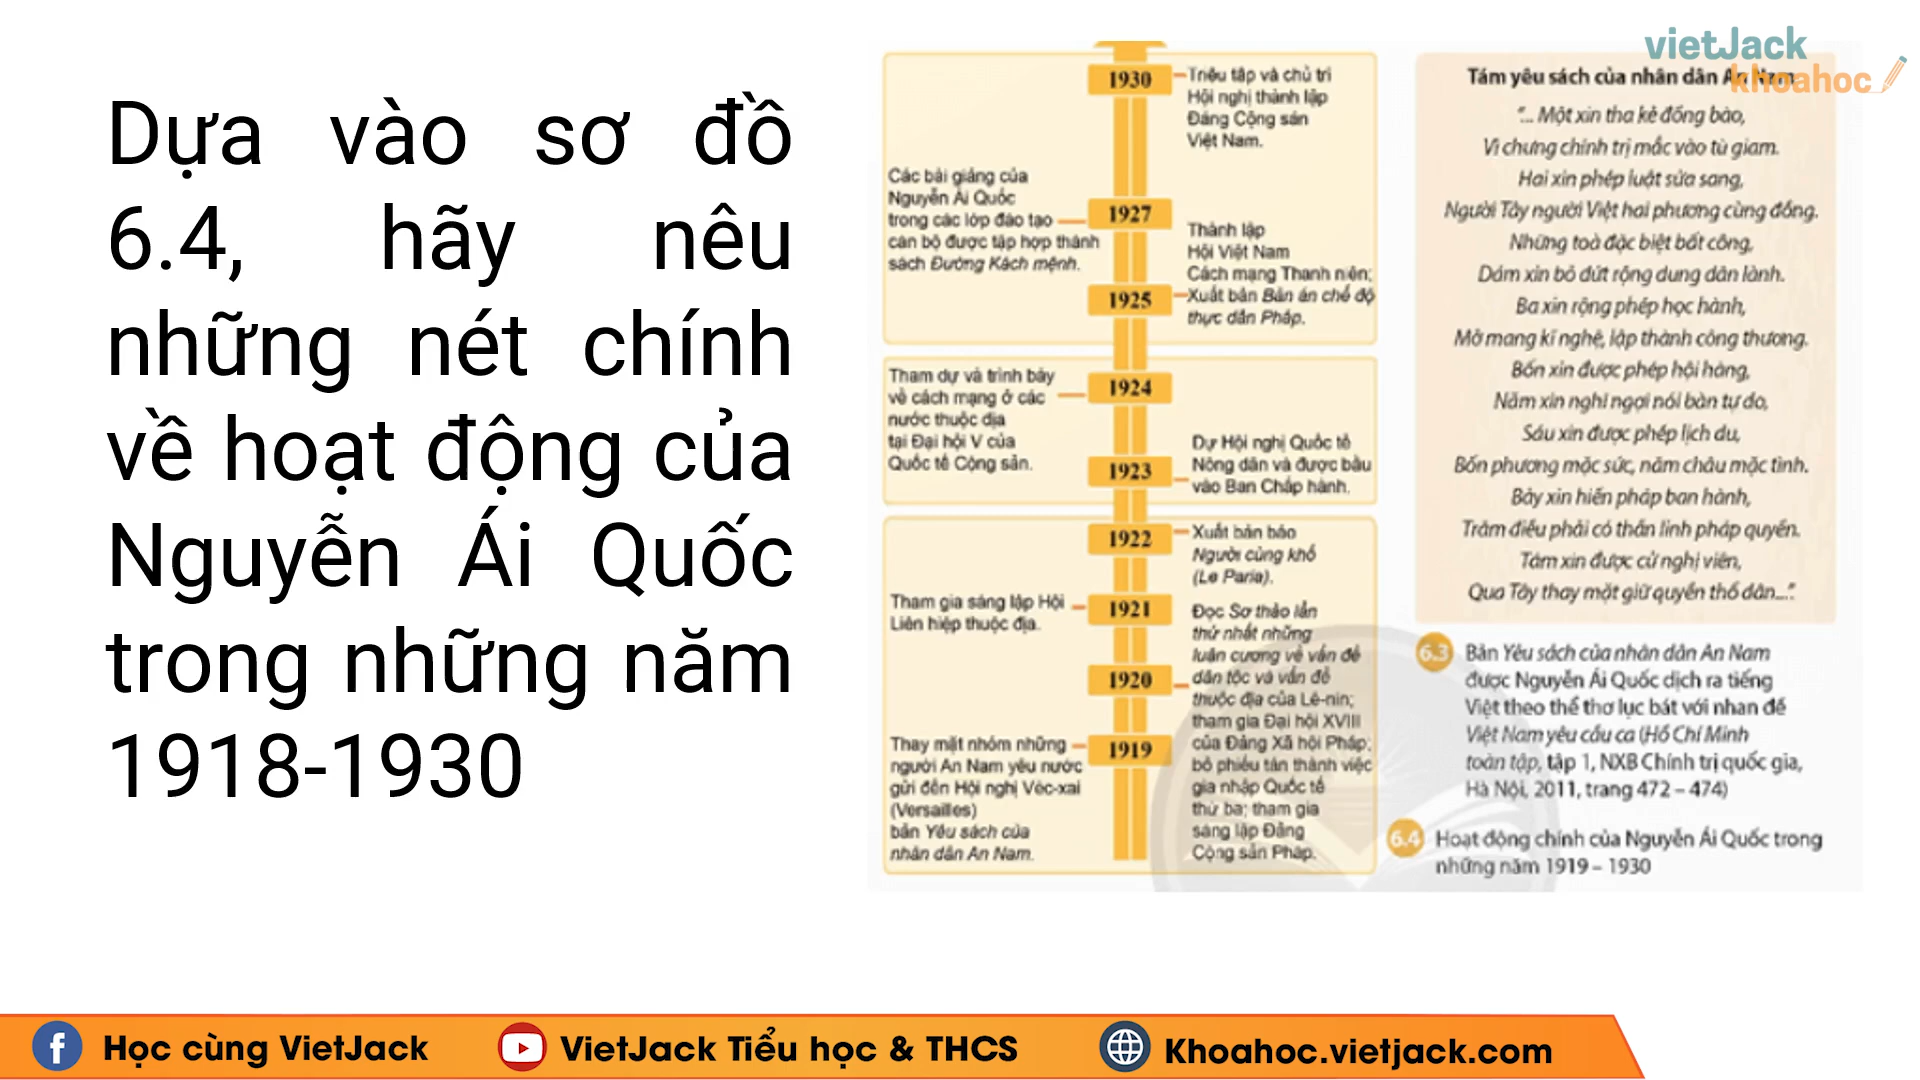 Dựa vào sơ đồ
6.4, hãy nêu
những nét chính
về hoạt động của
Nguyễn Ái Quốc
trong những năm
1918-1930
1930
Triệu tập và chủ trì
Hội nghị thành lập
Đảng Cộng sản
Việt Nam.
Các bài giảng của
Nguyễn Ái Quốc
trong các lớp đào tạo
cán bộ được tập hợp thành
sách Đường Kách mệnh.
1927
Thành lập
Hội Việt Nam
Cách mạng Thanh niên;
Xuất bản Bản án chế độ
thực dân Pháp.
1925
Tham dự và trình bày
về cách mạng ở các
nước thuộc địa
tại Đại hội V của
Quốc tế Cộng sản.
1924
Dự Hội nghị Quốc tế
Nông dân và được bầu
vào Ban Chấp hành.
1923
1922
Xuất bản báo
Người cùng khổ
(Le Paria).
Tham gia sáng lập Hội
Liên hiệp thuộc địa.
1921
Đọc Sơ thảo lần
thứ nhất những
luận cương về vấn đề
dân tộc và vấn đề
thuộc địa của Lê-nin;
tham gia Đại hội XVIII
của Đảng Xã hội Pháp;
bỏ phiếu tán thành việc
gia nhập Quốc tế
thứ ba; tham gia
sáng lập Đảng
Cộng sản Pháp.
1920
Thay mặt nhóm những
người An Nam yêu nước
gửi đến Hội nghị Véc-xai
(Versailles)
bản Yêu sách của
nhân dân An Nam.
1919
vietJack
khoahoc
Tám yêu sách của nhân dân An Nam
"... Một xin tha kẻ đồng bào,
Vì chưng chính trị mắc vào tù giam.
Hai xin phép luật sửa sang,
Người Tây người Việt hai phương cùng đồng.
Những toà đặc biệt bất công,
Dám xin bỏ dứt rộng dung dân lành.
Ba xin rộng phép học hành,
Mở mang kĩ nghệ, lập thành công thương.
Bốn xin được phép hội hàng,
Năm xin nghĩ ngợi nói bàn tự do,
Sáu xin được phép lịch du,
Bốn phương mặc sức, năm châu mặc tình.
Bảy xin hiến pháp ban hành,
Trăm điều phải có thần linh pháp quyền.
Tám xin được cử nghị viên,
Qua Tây thay mặt giữ quyền thổ dân....".
6.3 Bản Yêu sách của nhân dân An Nam
được Nguyễn Ái Quốc dịch ra tiếng
Việt theo thể thơ lục bát với nhan đề
Việt Nam yêu cầu ca (Hồ Chí Minh
toàn tập, tập 1, NXB Chính trị quốc gia,
Hà Nội, 2011, trang 472 – 474)
6.4 Hoạt động chính của Nguyễn Ái Quốc trong
những năm 1919 – 1930
Học cùng VietJack
VietJack Tiểu học & THCS
Khoahoc.vietjack.com